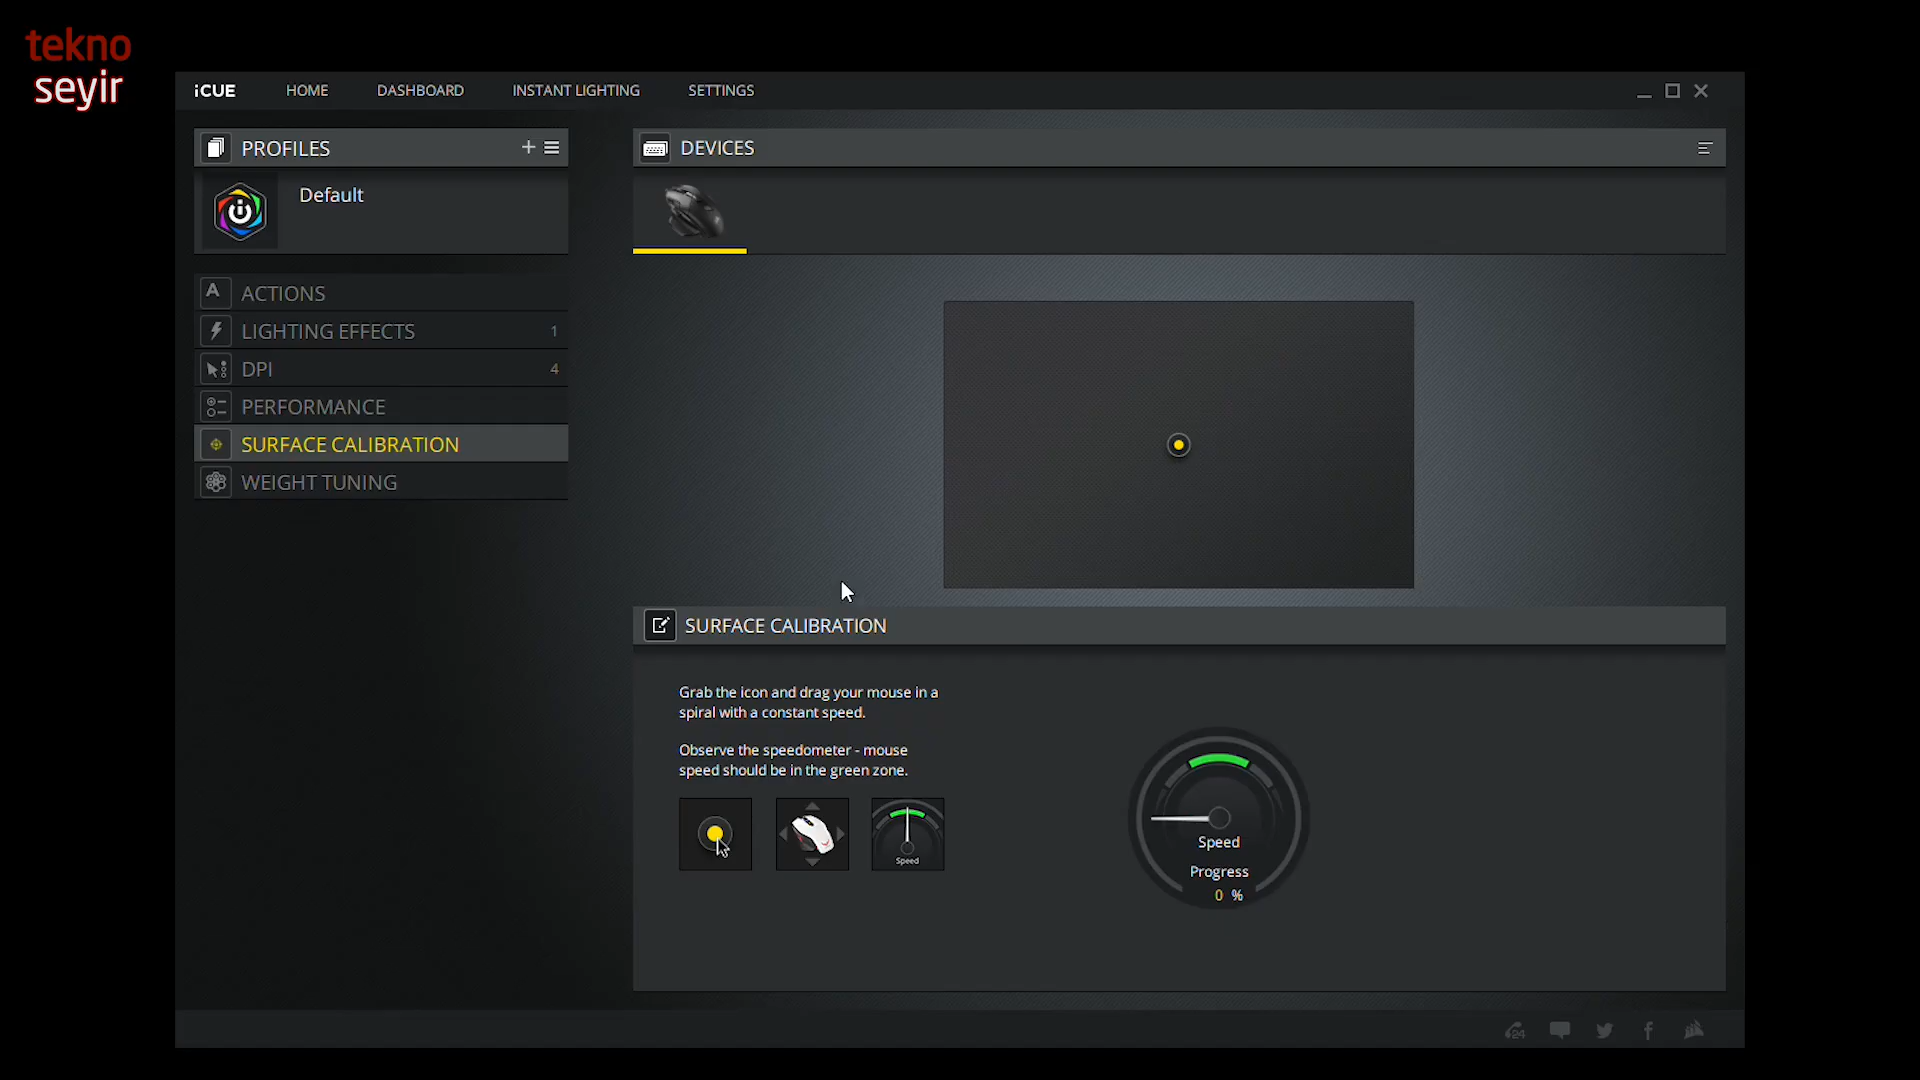 tekno
seyir
iCUE HOME DASHBOARD INSTANT LIGHTING SETTINGS
PROFILES
Default
ACTIONS
LIGHTING EFFECTS 1
DPI 4
PERFORMANCE
SURFACE CALIBRATION
WEIGHT TUNING
DEVICES
SURFACE CALIBRATION
Grab the icon and drag your mouse in a
spiral with a constant speed.
Observe the speedometer - mouse
speed should be in the green zone.
Speed
Speed
Progress
0 %
24